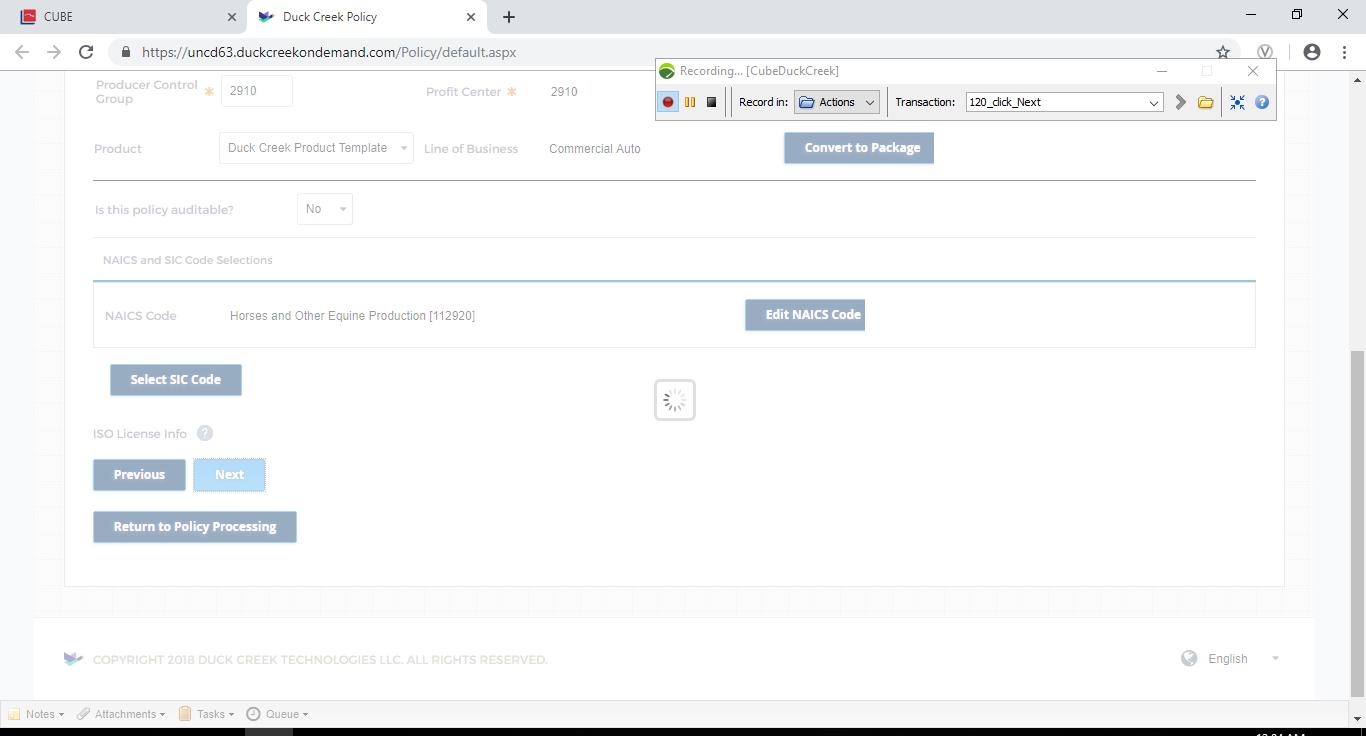 CUBE
Duck Creek Policy
https://uncd63.duckcreekondemand.com/Policy/default.aspx
Recording... [CubeDuckCreek]
Record in: Actions Transaction: 120_click_Next
Producer Control Group * 2910 Profit Center * 2910
Product Duck Creek Product Template Line of Business Commercial Auto Convert to Package
Is this policy auditable? No
NAICS and SIC Code Selections
NAICS Code Horses and Other Equine Production [112920] Edit NAICS Code
Select SIC Code
ISO License Info ?
Previous Next
Return to Policy Processing
COPYRIGHT 2018 DUCK CREEK TECHNOLOGIES LLC. ALL RIGHTS RESERVED.
English
Notes Attachments Tasks Queue